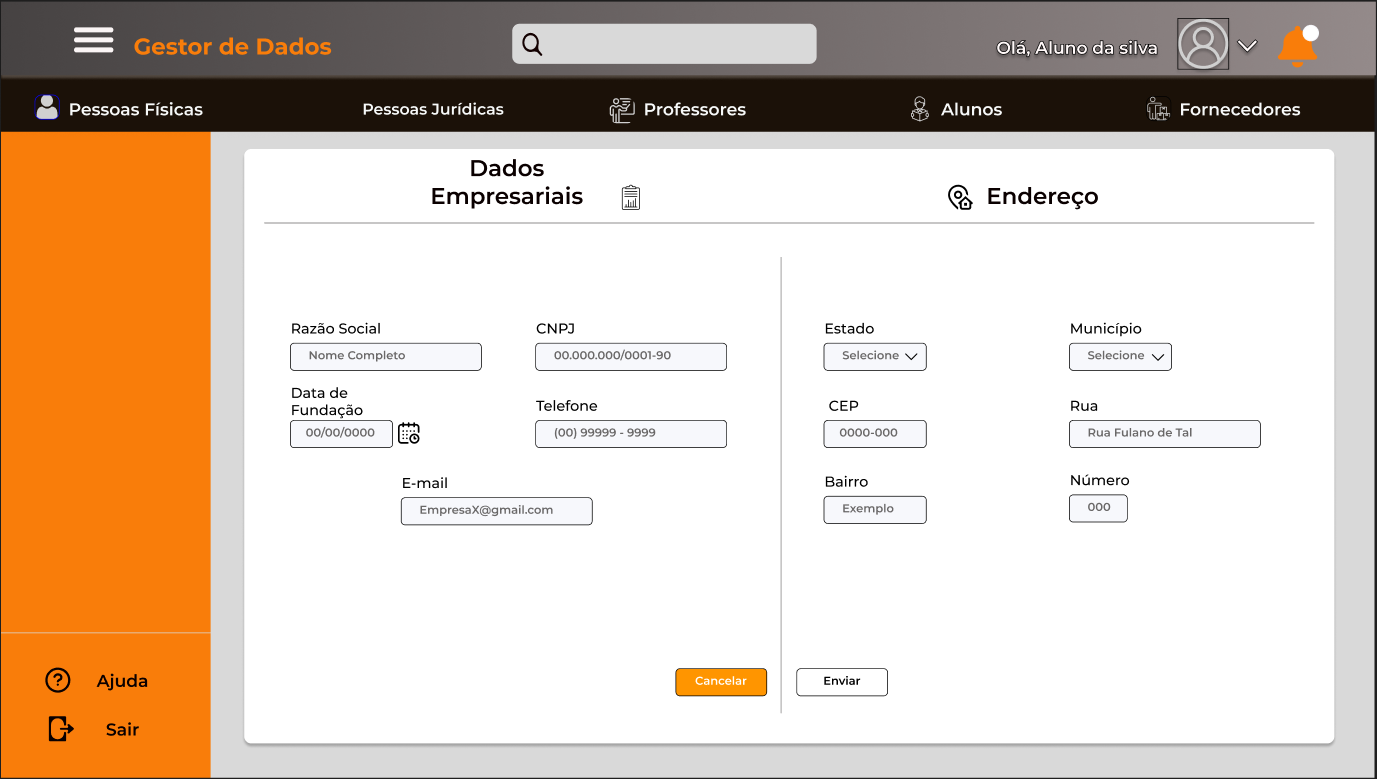 Gestor de Dados
Olá, Aluno da silva
Pessoas Físicas
Pessoas Jurídicas
Professores
Alunos
Fornecedores
Dados
Empresariais
Endereço
Razão Social
Nome Completo
CNPJ
00.000.000/0001-90
Data de
Fundação
00/00/0000
Telefone
(00) 99999 - 9999
E-mail
EmpresaX@gmail.com
Estado
Selecione
Município
Selecione
CEP
0000-000
Rua
Rua Fulano de Tal
Bairro
Exemplo
Número
000
Cancelar
Enviar
Ajuda
Sair